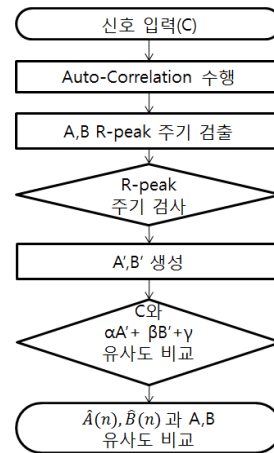 신호 입력(C)
Auto-Correlation 수행
A,B R-peak 주기 검출
R-peak
주기 검사
A',B' 생성
C와
αA'+ βB'+γ
유사도 비교
Â(n), B̂(n) 과 A,B
유사도 비교